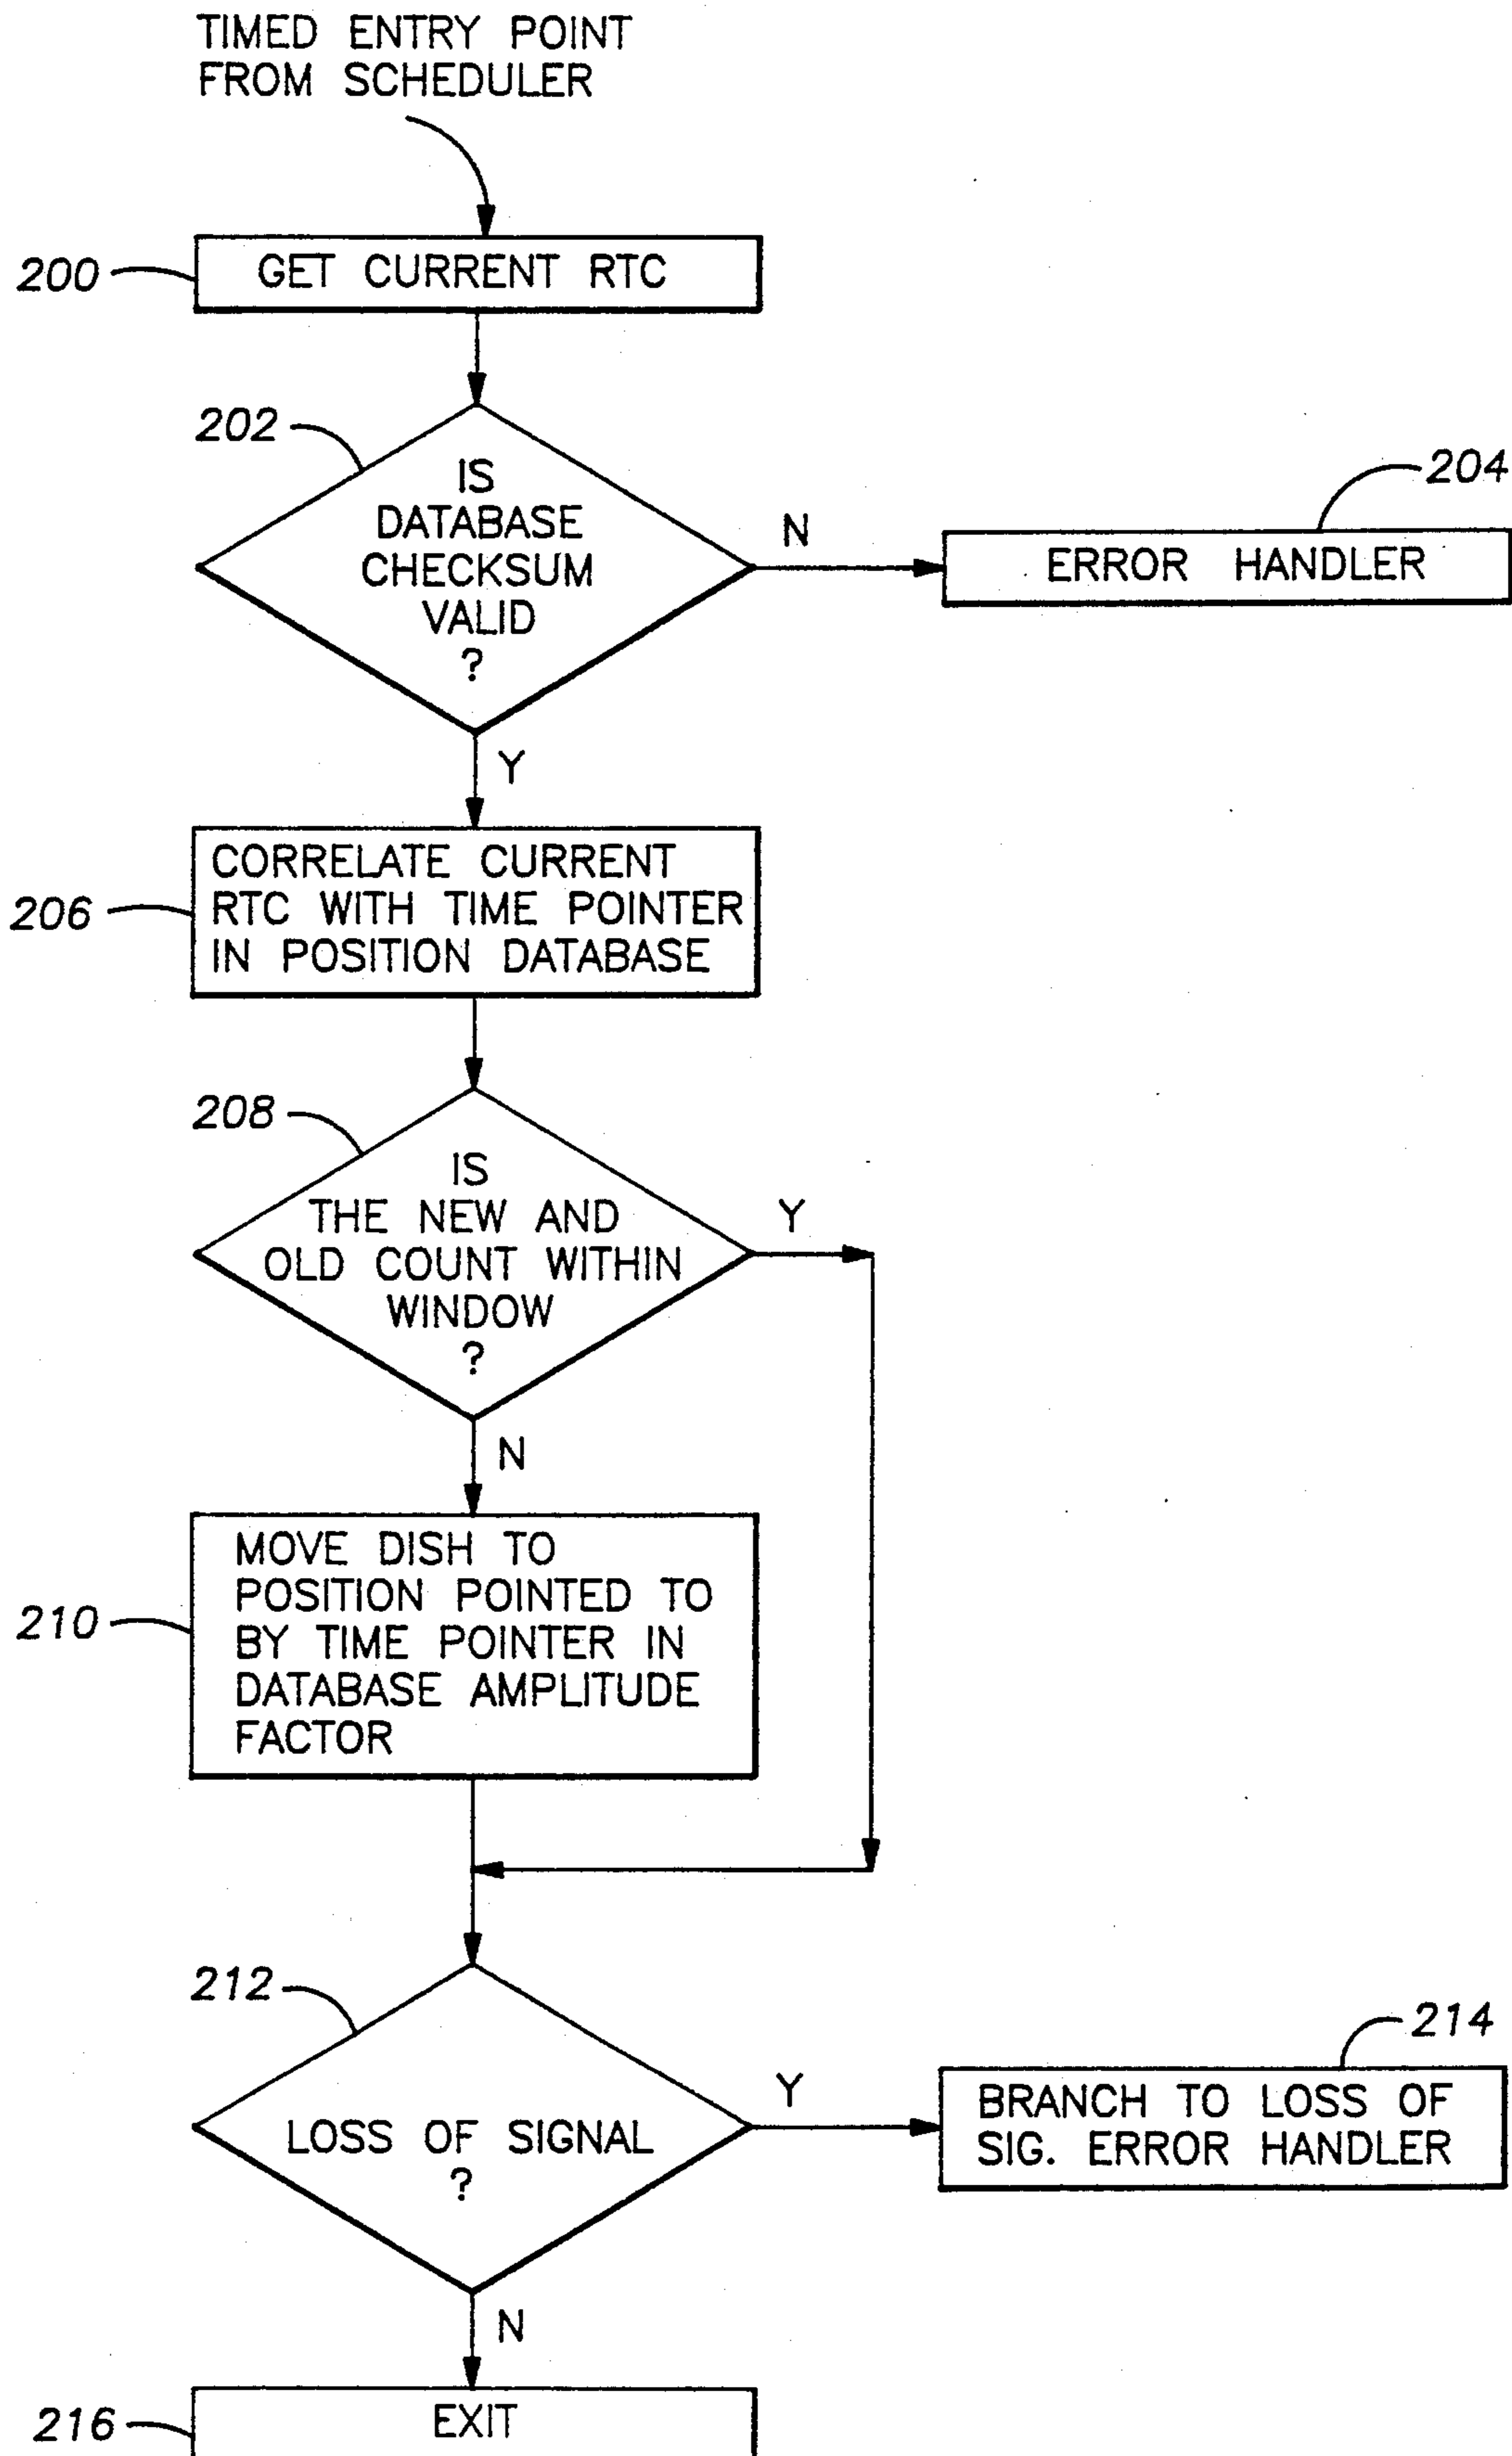 TIMED ENTRY POINT
FROM SCHEDULER
200
GET CURRENT RTC
202
IS
DATABASE
CHECKSUM
VALID
?
N
204
ERROR HANDLER
Y
206
CORRELATE CURRENT
RTC WITH TIME POINTER
IN POSITION DATABASE
208
IS
THE NEW AND
OLD COUNT WITHIN
WINDOW
?
Y
N
210
MOVE DISH TO
POSITION POINTED TO
BY TIME POINTER IN
DATABASE AMPLITUDE
FACTOR
212
LOSS OF SIGNAL
?
Y
214
BRANCH TO LOSS OF
SIG. ERROR HANDLER
N
216
EXIT